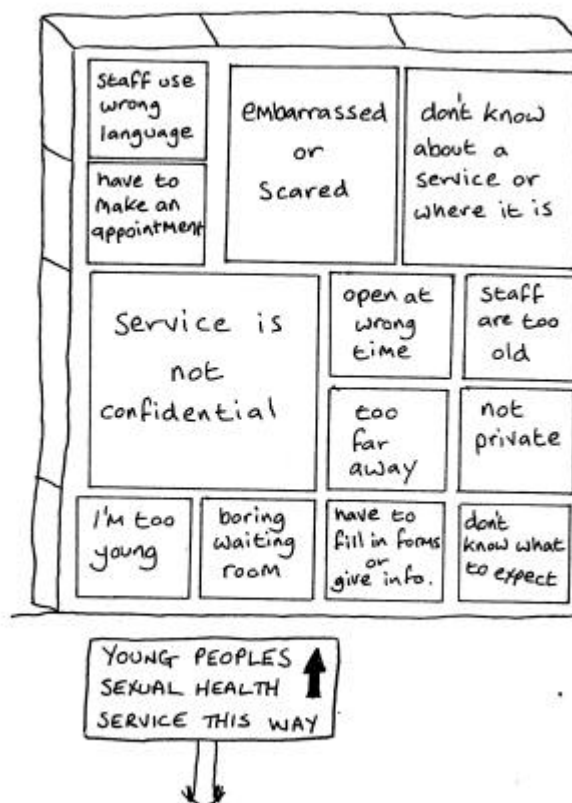 staff use
wrong
language
embarrassed
or
scared
don't know
about a
service or
where it is
have to
make an
appointment
service is
not
confidential
open at
wrong
time
staff
are too
old
too
far
away
not
private
I'm too
young
boring
waiting
room
have to
fill in forms
or
give info.
don't
know what
to expect
YOUNG PEOPLES
SEXUAL HEALTH
SERVICE THIS WAY